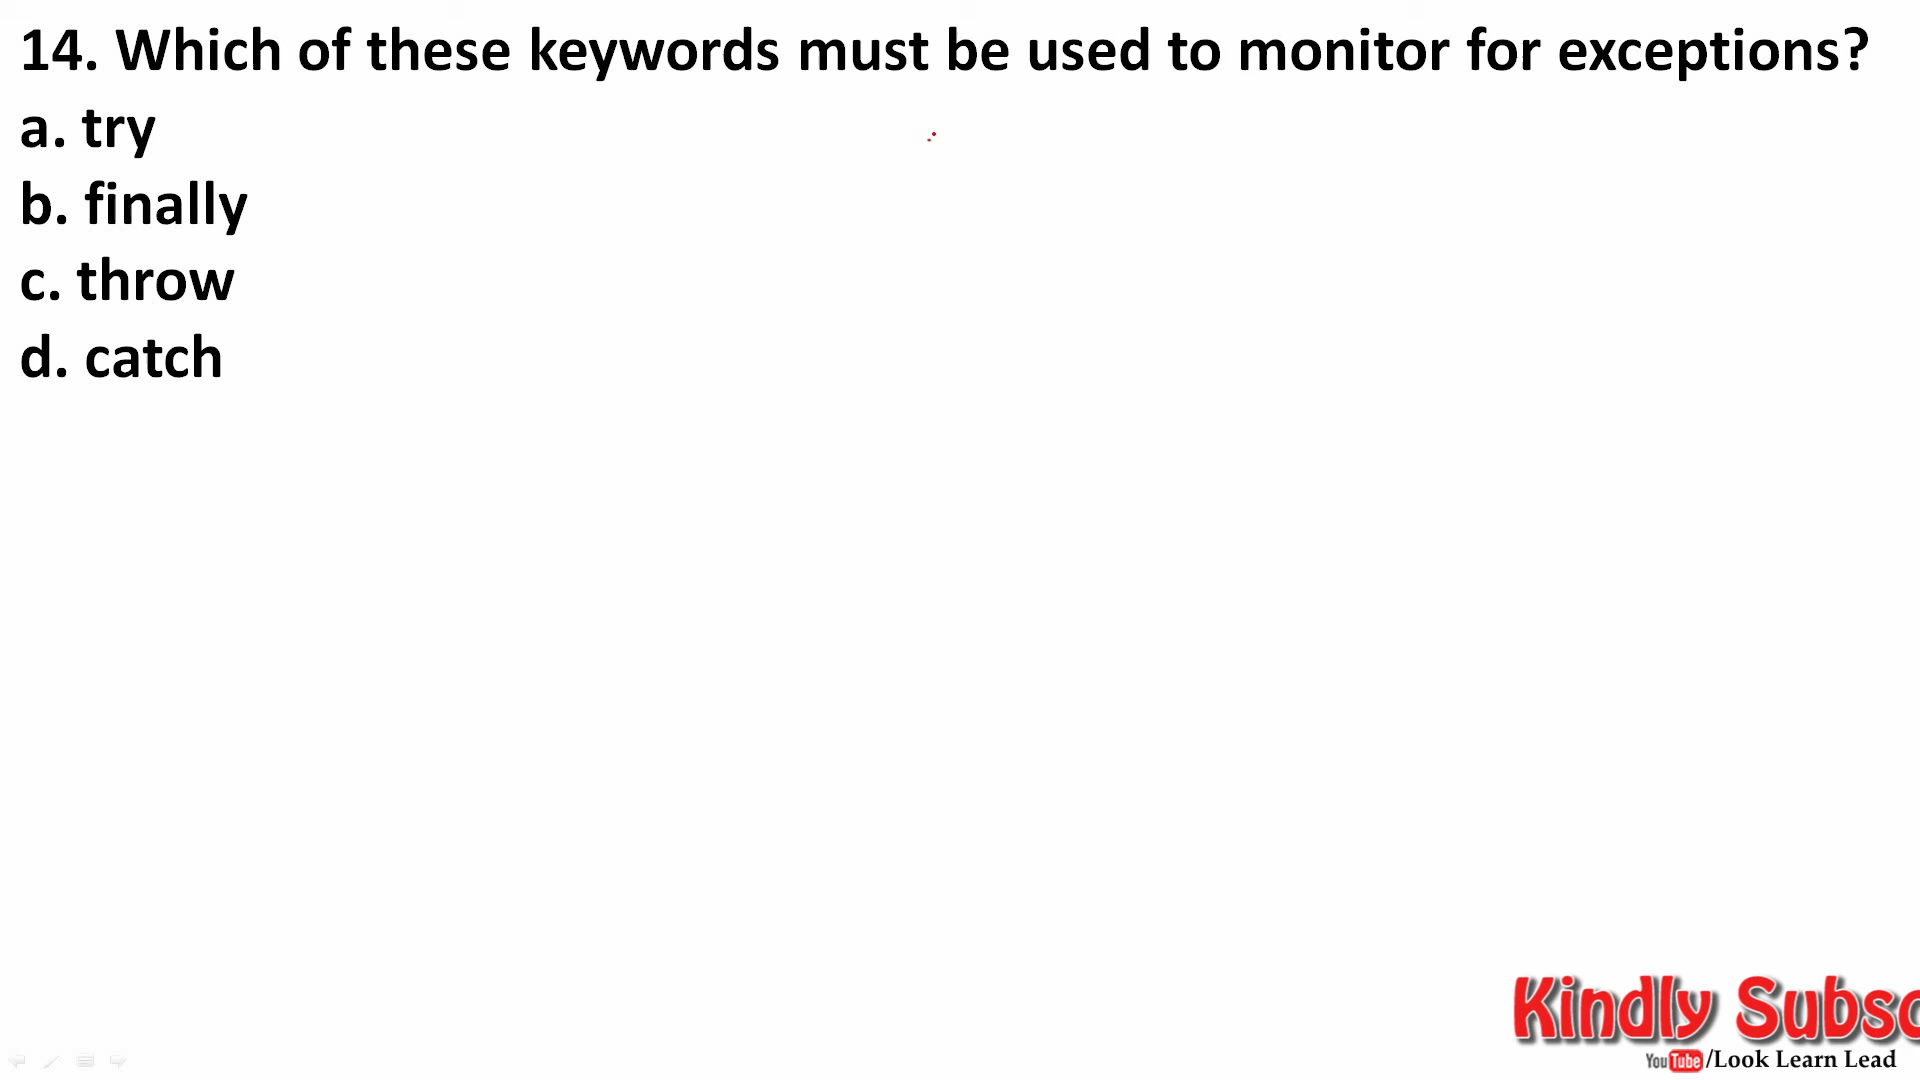 14. Which of these keywords must be used to monitor for exceptions?
a. try
b. finally
c. throw
d. catch
Kindly Subsc
YouTube/Look Learn Lead